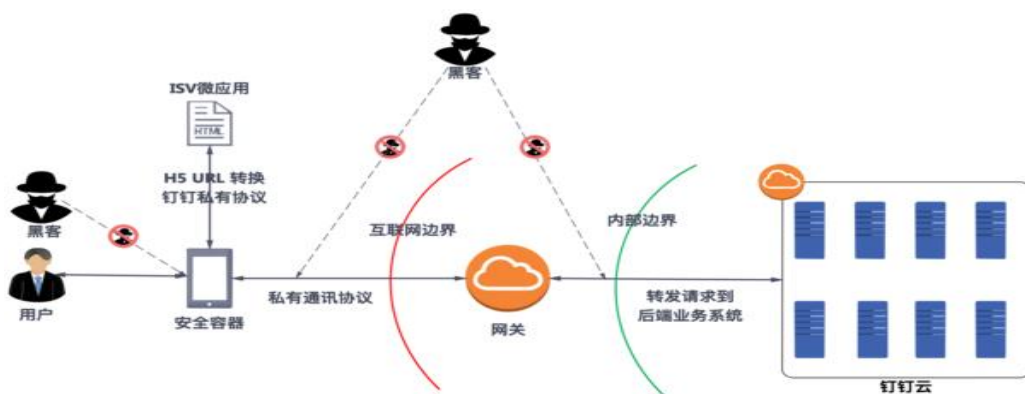 黑客
ISV微应用
HTML
H5 URL 转换
钉钉私有协议
黑客
用户
安全容器
私有通讯协议
互联网边界
网关
内部边界
转发请求到
后端业务系统
钉钉云